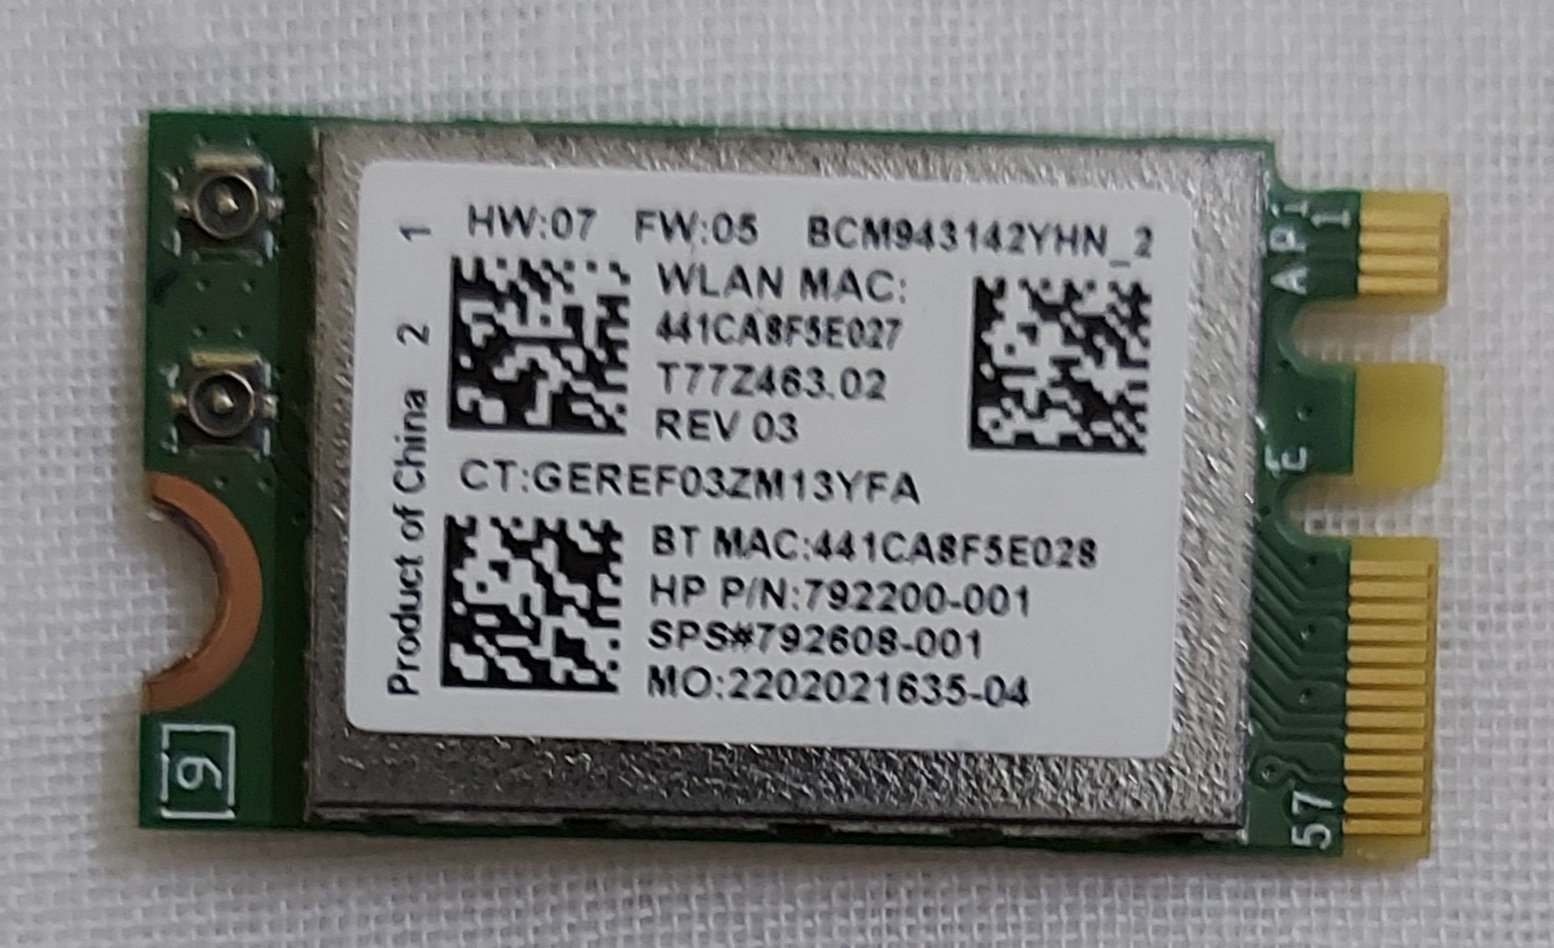 HW:07 FW:05 BCM943142YHN_2
WLAN MAC:
441CA8F5E027
T77Z463.02
REV 03
CT:GEREF03ZM13YFA
BT MAC:441CA8F5E028
HP P/N:792200-001
SPS#792608-001
MO:2202021635-04
Product of China 2 1
AP1
1
E
57
9